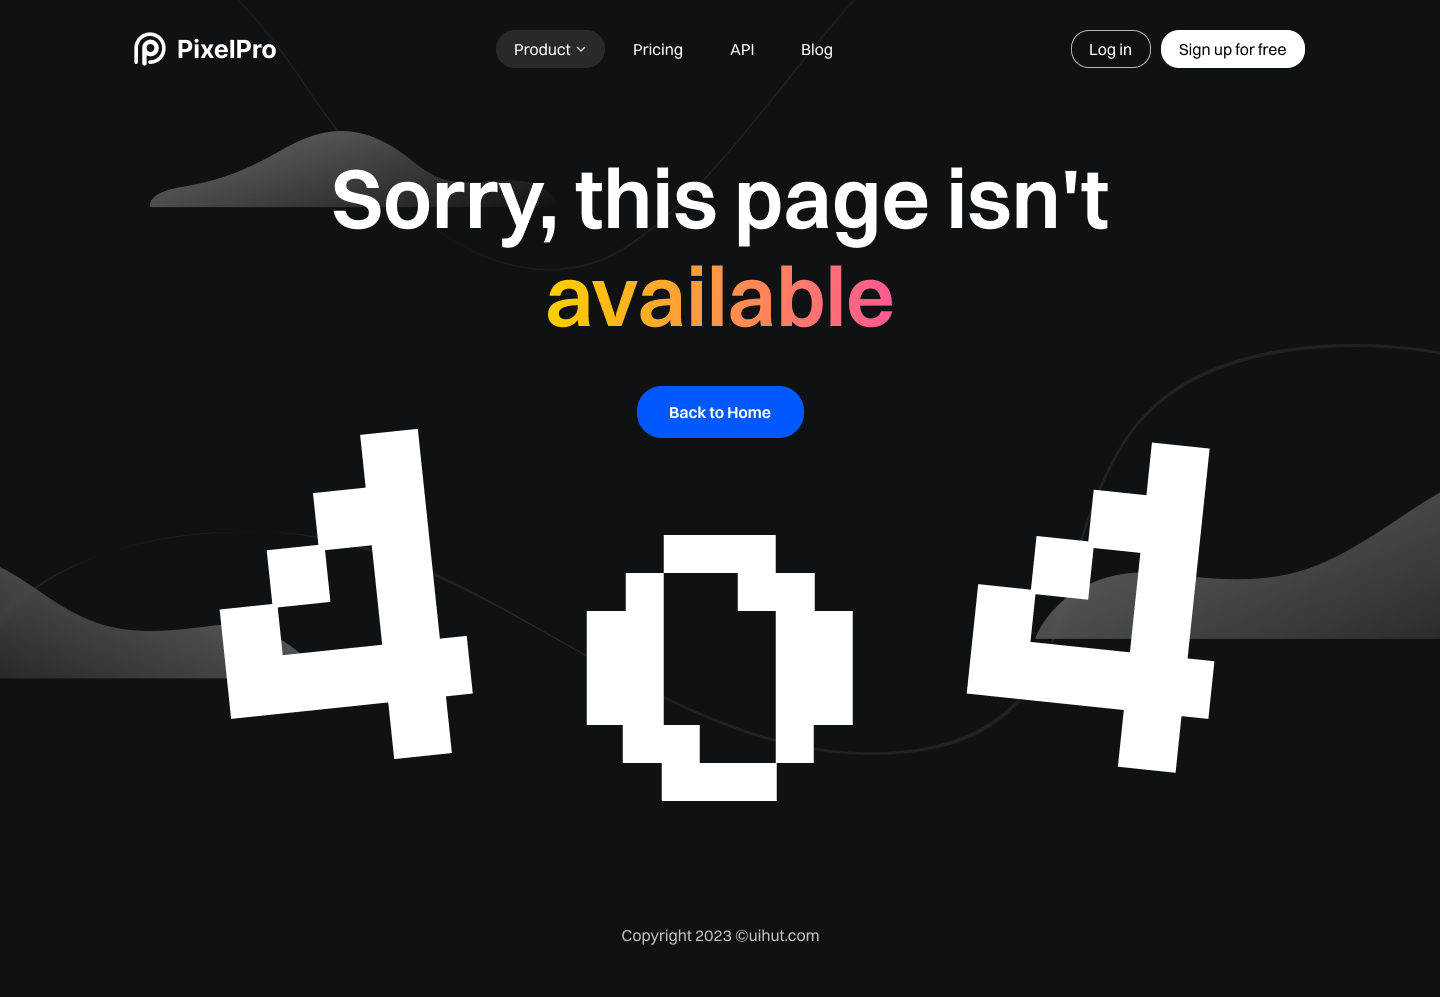 PixelPro
Product
Pricing
API
Blog
Log in
Sign up for free
Sorry, this page isn't
available
Back to Home
404
Copyright 2023 ©uihut.com